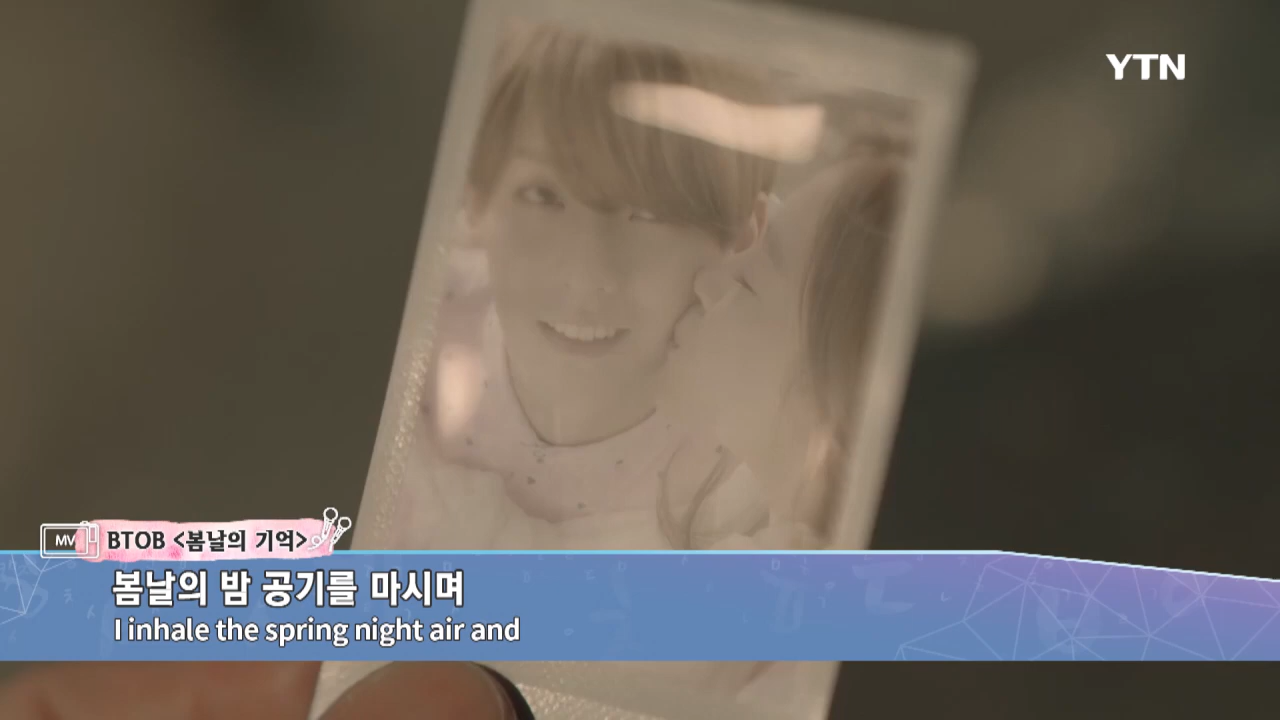 YTN
MV BTOB <봄날의 기억>
봄날의 밤 공기를 마시며
I inhale the spring night air and